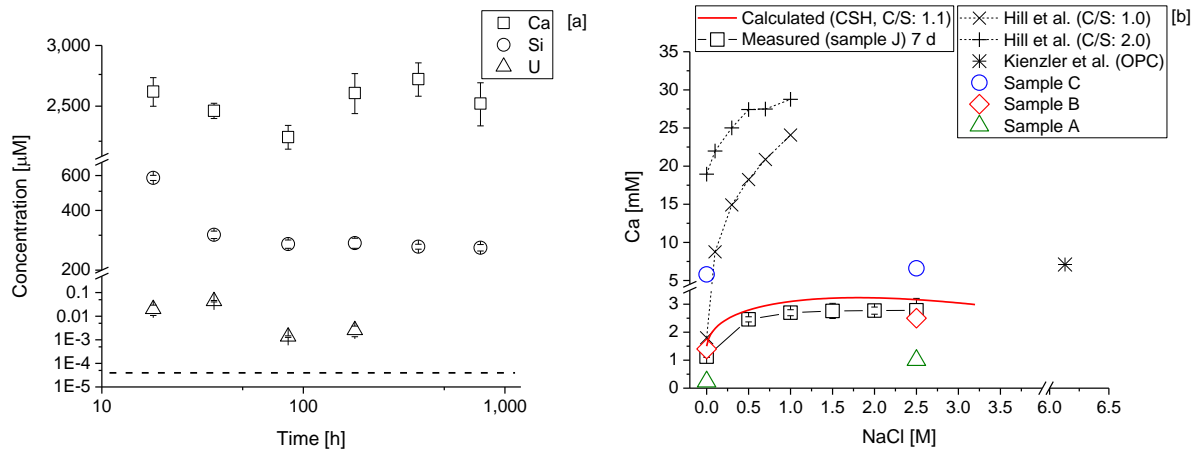 [a]
Ca
Si
U
3,000
2,500
600
400
200
0.1
0.01
1E-3
1E-4
1E-5
10
100
1,000
Concentration [µM]
Time [h]
[b]
Calculated (CSH, C/S: 1.1)
Measured (sample J) 7 d
Hill et al. (C/S: 1.0)
Hill et al. (C/S: 2.0)
Kienzler et al. (OPC)
Sample C
Sample B
Sample A
35
30
25
20
15
10
5
3
2
1
0
0.0
0.5
1.0
1.5
2.0
2.5
3.0
6.0
6.5
Ca [mM]
NaCl [M]